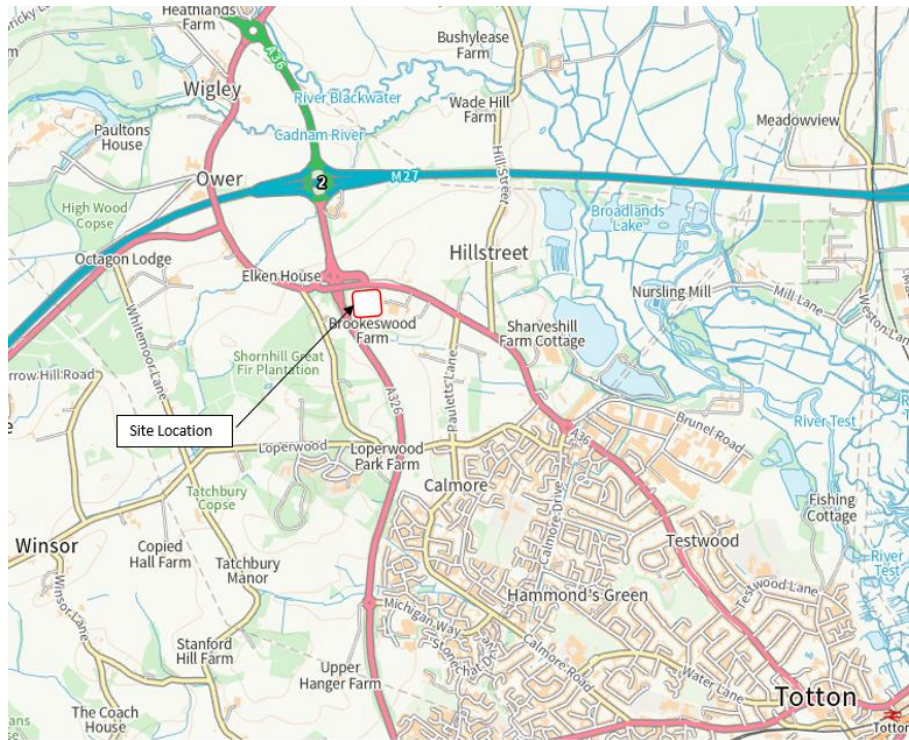 Heathlands
Farm
A36
Bushylease
Farm
Wigley
River Blackwater
Wade Hill
Farm
Paultons
House
Cadnam River
Meadowview
Hill Street
Ower
2
M27
High Wood
Copse
Broadlands
Lake
Octagon Lodge
Hillstreet
Elken House
Nursling Mill
Mill Lane
Weston Lane
Whitemoor Lane
Brookeswood
Farm
Sharveshill
Farm Cottage
Shornhill Great
Fir Plantation
Pauletts Lane
A326
River Test
Site Location
Brunel Road
A36
Loperwood
Loperwood
Park Farm
Calmore
Tatchbury
Copse
Calmore Drive
Fishing
Cottage
Winsor
Copied
Hall Farm
Testwood
River
Test
Tatchbury
Manor
Winsor Lane
Hammond's Green
Testwood Lane
Michigan Way
Stanford
Hill Farm
Calmore Road
Water Lane
Upper
Hanger Farm
Totton
The Coach
House
Totton